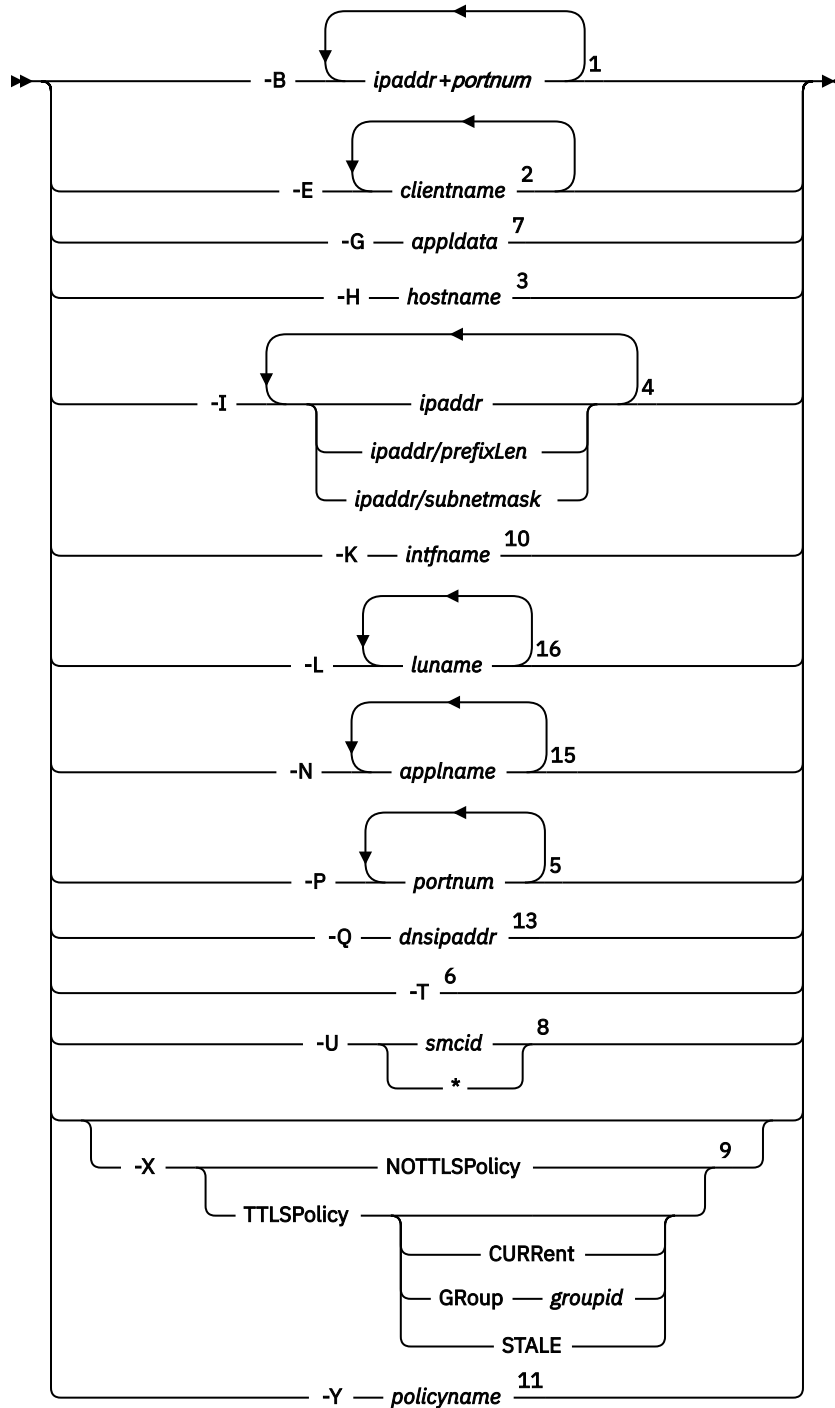 -B ipaddr+portnum 1
-E clientname 2
-G appldata 7
-H hostname 3
-I ipaddr 4
ipaddr/prefixLen
ipaddr/subnetmask
-K intfname 10
-L luname 16
-N applname 15
-P portnum 5
-Q dnsipaddr 13
-T 6
-U smcid 8
*
-X NOTTLSPolicy 9
TTLSPolicy
CURRent
GRoup groupid
STALE
-Y policyname 11